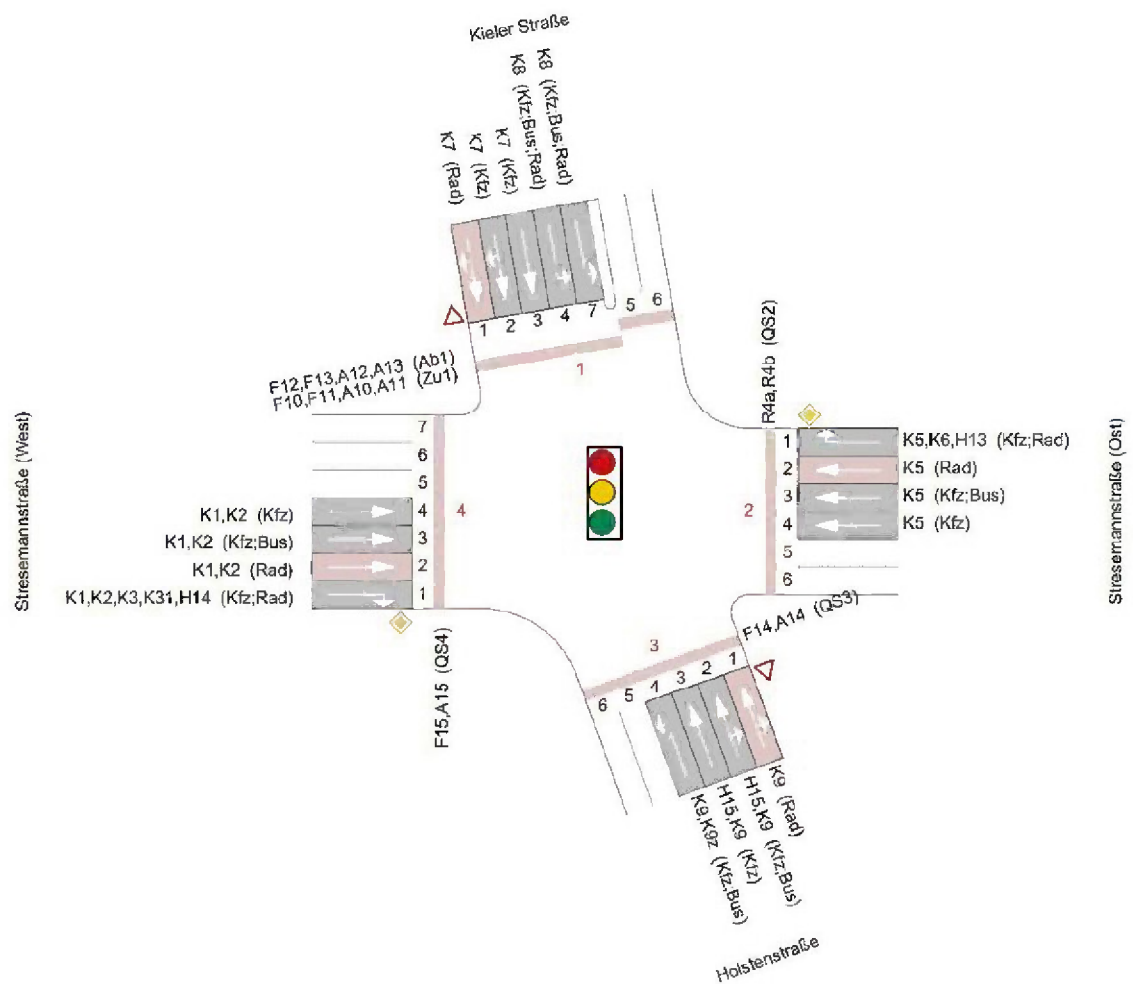 Kieler Straße
K7 (Rad)
K7 (Kfz)
K7 (Kfz)
K8 (Kfz;Bus;Rad)
K8 (Kfz;Bus;Rad)
1 2 3 4 7 5 6
1
F12,F13,A12,A13 (Ab1)
F10,F11,A10,A11 (Zu1)
Stresemannstraße (West)
K1,K2 (Kfz)
K1,K2 (Kfz;Bus)
K1,K2 (Rad)
K1,K2,K3,K31,H14 (Kfz;Rad)
7
6
5
4
3
2
1
4
F15,A15 (QS4)
R4a,R4b (QS2)
2
1
2
3
4
5
6
K5,K6,H13 (Kfz;Rad)
K5 (Rad)
K5 (Kfz;Bus)
K5 (Kfz)
Stresemannstraße (Ost)
F14,A14 (QS3)
3
6 5 4 3 2 1
K9,K9z (Kfz;Bus)
H15,K9 (Kfz)
H15,K9 (Kfz;Bus)
K9 (Rad)
Holstenstraße